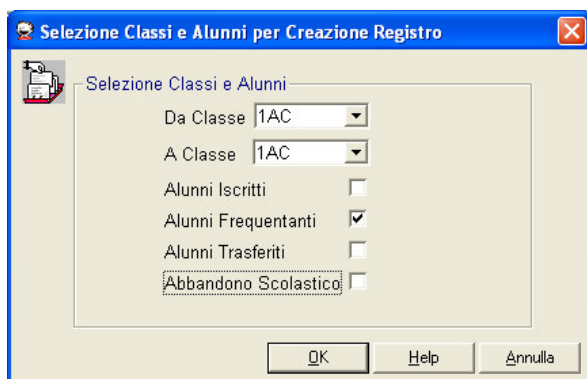 Selezione Classi e Alunni per Creazione Registro
Selezione Classi e Alunni
Da Classe 1AC
A Classe 1AC
Alunni Iscritti
Alunni Frequentanti
Alunni Trasferiti
Abbandono Scolastico
OK Help Annulla